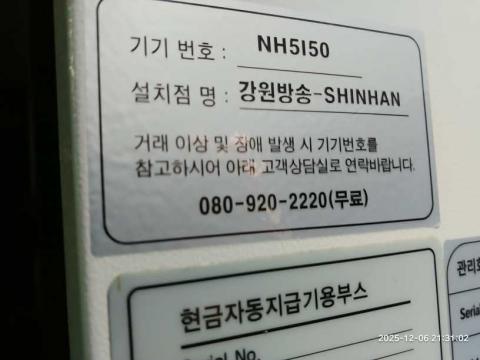 기기 번호 : NH5I50
설치점 명 : 강원방송-SHINHAN
거래 이상 및 장애 발생 시 기기번호를
참고하시어 아래 고객상담실로 연락바랍니다.
080-920-2220(무료)
현금자동지급기용부스
Serial No.
관리
Serial
2025-12-06 21:31:02